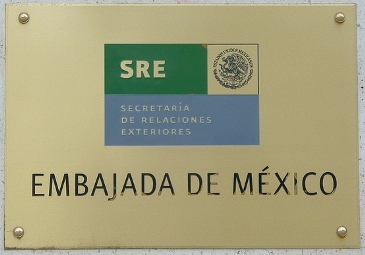 SRE
SECRETARÍA
DE RELACIONES
EXTERIORES
EMBAJADA DE MÉXICO